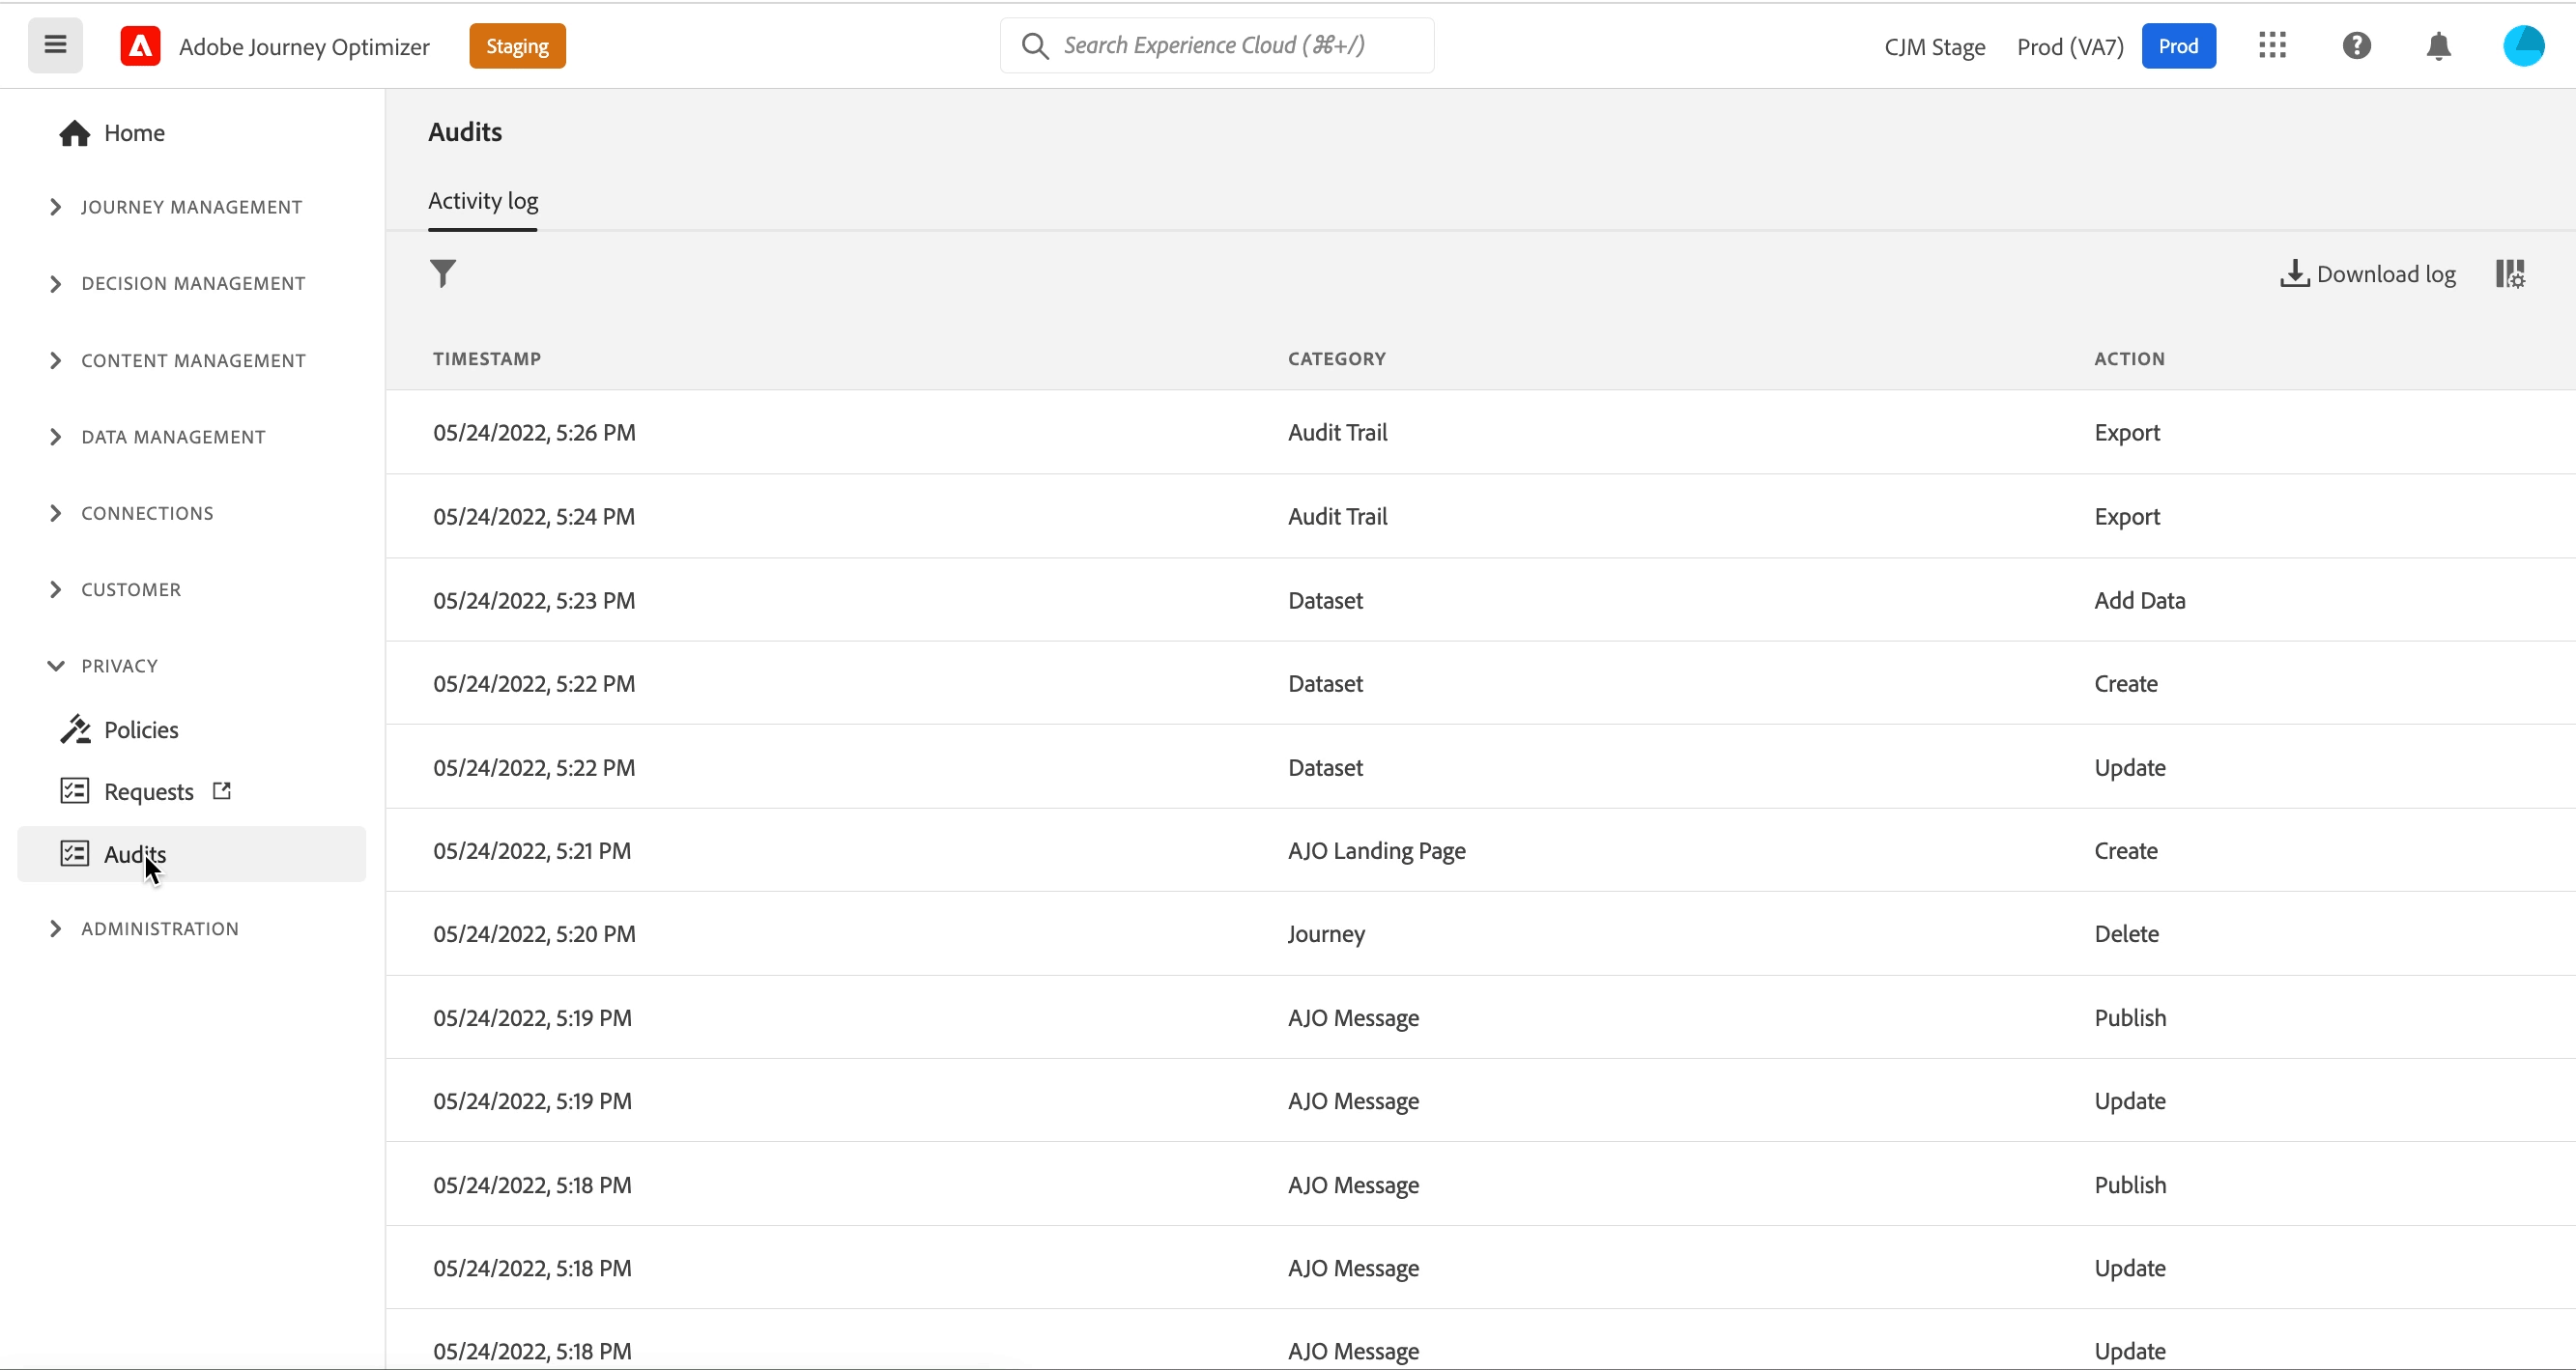 Adobe Journey Optimizer Staging Search Experience Cloud (⌘+/) CJM Stage Prod (VA7) Prod
Home
JOURNEY MANAGEMENT
DECISION MANAGEMENT
CONTENT MANAGEMENT
DATA MANAGEMENT
CONNECTIONS
CUSTOMER
PRIVACY
Policies
Requests
Audits
ADMINISTRATION
Audits
Activity log
Download log
TIMESTAMP CATEGORY ACTION
05/24/2022, 5:26 PM Audit Trail Export
05/24/2022, 5:24 PM Audit Trail Export
05/24/2022, 5:23 PM Dataset Add Data
05/24/2022, 5:22 PM Dataset Create
05/24/2022, 5:22 PM Dataset Update
05/24/2022, 5:21 PM AJO Landing Page Create
05/24/2022, 5:20 PM Journey Delete
05/24/2022, 5:19 PM AJO Message Publish
05/24/2022, 5:19 PM AJO Message Update
05/24/2022, 5:18 PM AJO Message Publish
05/24/2022, 5:18 PM AJO Message Update
05/24/2022, 5:18 PM AJO Message Update